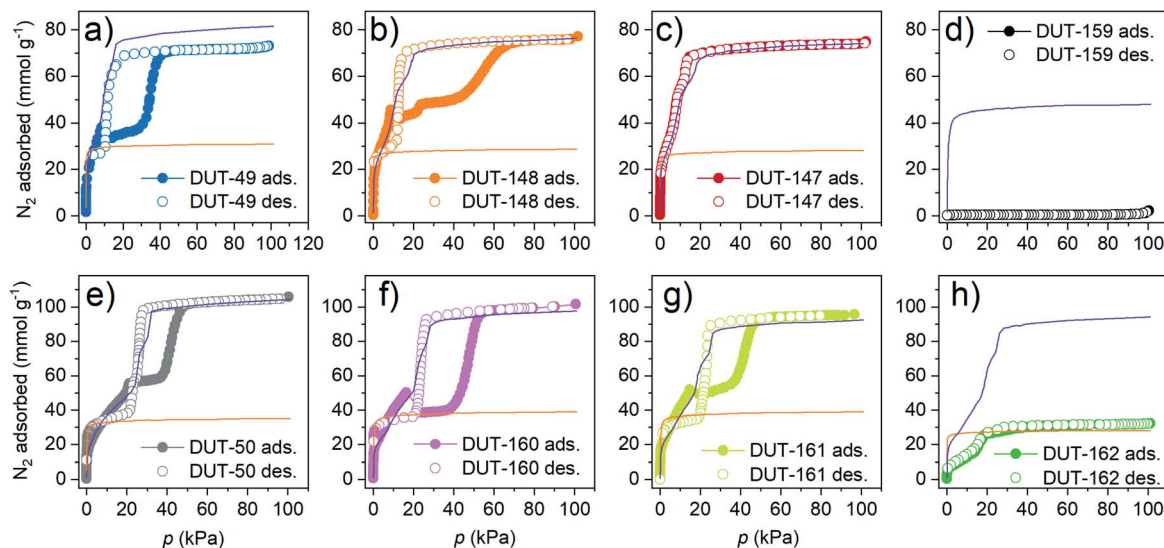 a)
b)
c)
d)
N₂ adsorbed (mmol g⁻¹)
80
60
40
20
0
DUT-49 ads.
DUT-49 des.
DUT-148 ads.
DUT-148 des.
DUT-147 ads.
DUT-147 des.
DUT-159 ads.
DUT-159 des.
0 20 40 60 80 100 120
0 20 40 60 80 100
0 20 40 60 80 100
0 20 40 60 80 100
e)
f)
g)
h)
N₂ adsorbed (mmol g⁻¹)
100
80
60
40
20
0
DUT-50 ads.
DUT-50 des.
DUT-160 ads.
DUT-160 des.
DUT-161 ads.
DUT-161 des.
DUT-162 ads.
DUT-162 des.
0 20 40 60 80 100
0 20 40 60 80 100
0 20 40 60 80 100
0 20 40 60 80 100
p (kPa)
p (kPa)
p (kPa)
p (kPa)